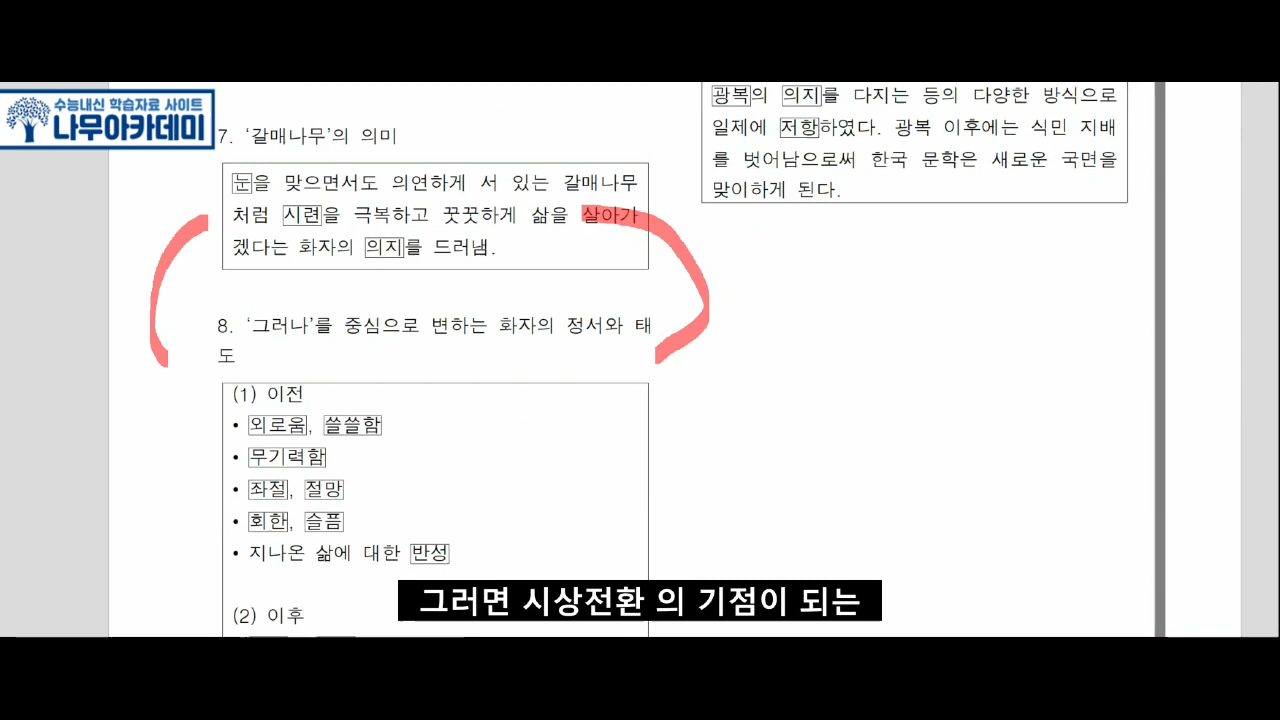 수능내신 학습자료 사이트
나무아카데미
7. ‘갈매나무’의 의미
눈을 맞으면서도 의연하게 서 있는 갈매나무
처럼 시련을 극복하고 꿋꿋하게 삶을 살아가
겠다는 화자의 의지를 드러냄.
8. ‘그러나’를 중심으로 변하는 화자의 정서와 태
도
(1) 이전
• 외로움, 쓸쓸함
• 무기력함
• 좌절, 절망
• 회한, 슬픔
• 지나온 삶에 대한 반성
(2) 이후
광복의 의지를 다지는 등의 다양한 방식으로
일제에 저항하였다. 광복 이후에는 식민 지배
를 벗어남으로써 한국 문학은 새로운 국면을
맞이하게 된다.
그러면 시상전환 의 기점이 되는